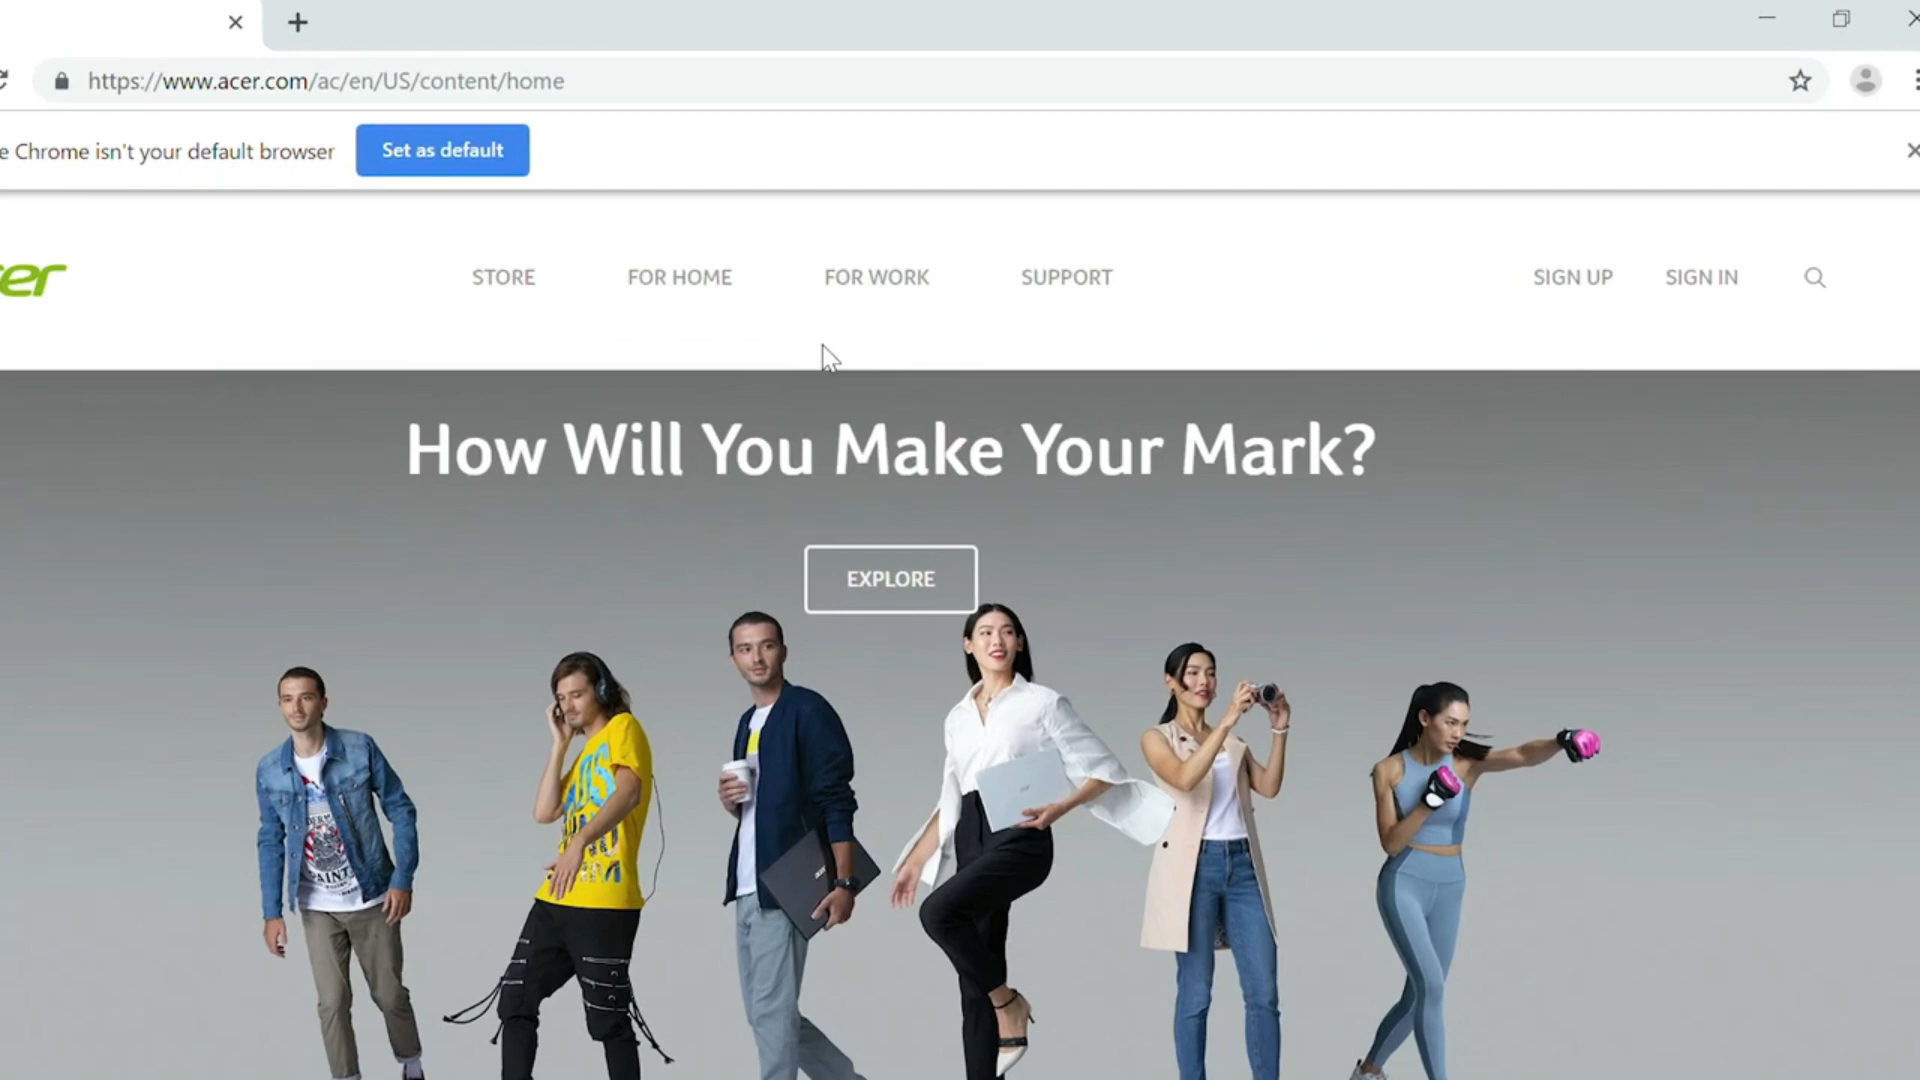 https://www.acer.com/ac/en/US/content/home
e Chrome isn't your default browser
Set as default
er
STORE
FOR HOME
FOR WORK
SUPPORT
SIGN UP
SIGN IN
How Will You Make Your Mark?
EXPLORE